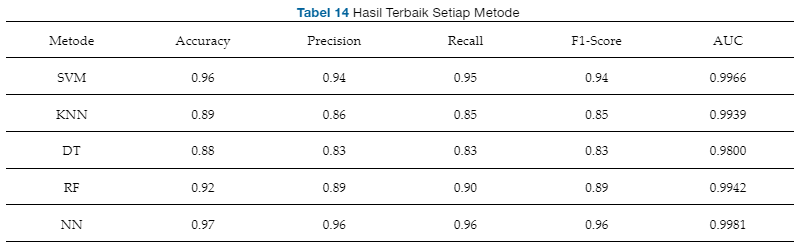 Tabel 14 Hasil Terbaik Setiap Metode
Metode Accuracy Precision Recall F1-Score AUC
SVM 0.96 0.94 0.95 0.94 0.9966
KNN 0.89 0.86 0.85 0.85 0.9939
DT 0.88 0.83 0.83 0.83 0.9800
RF 0.92 0.89 0.90 0.89 0.9942
NN 0.97 0.96 0.96 0.96 0.9981